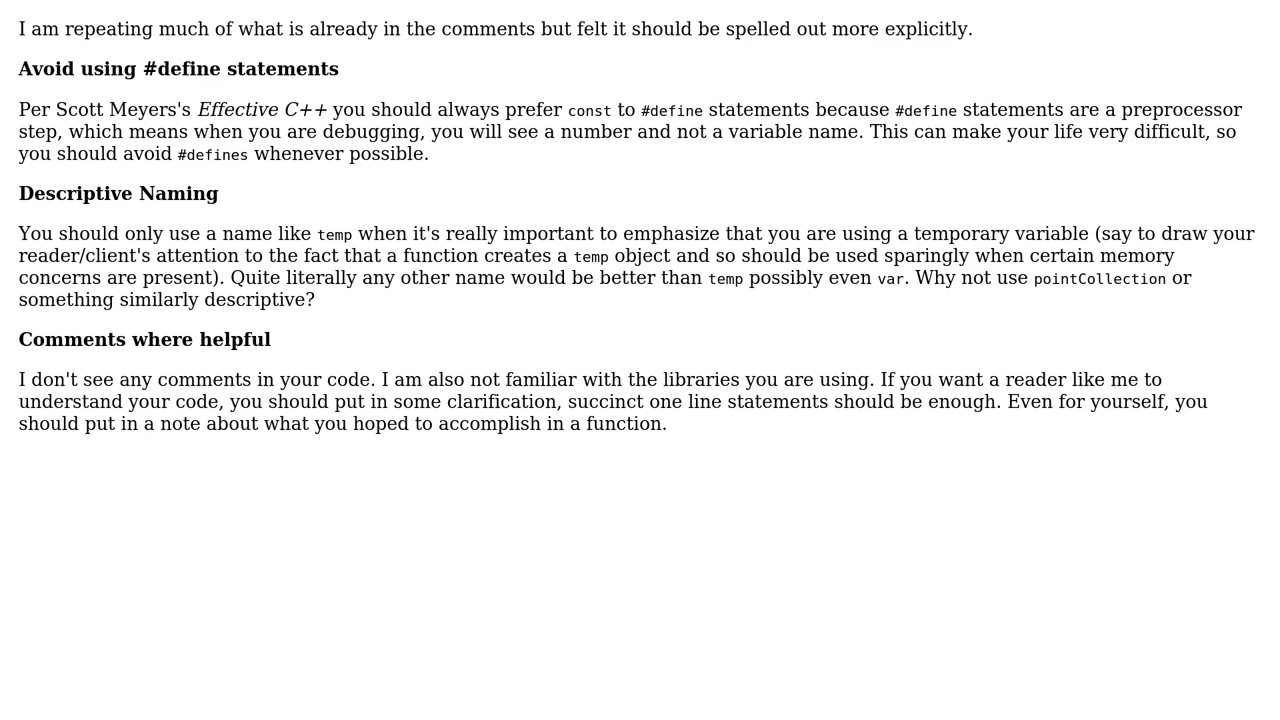 I am repeating much of what is already in the comments but felt it should be spelled out more explicitly.
Avoid using #define statements
Per Scott Meyers's Effective C++ you should always prefer const to #define statements because #define statements are a preprocessor
step, which means when you are debugging, you will see a number and not a variable name. This can make your life very difficult, so
you should avoid #defines whenever possible.
Descriptive Naming
You should only use a name like temp when it's really important to emphasize that you are using a temporary variable (say to draw your
reader/client's attention to the fact that a function creates a temp object and so should be used sparingly when certain memory
concerns are present). Quite literally any other name would be better than temp possibly even var. Why not use pointCollection or
something similarly descriptive?
Comments where helpful
I don't see any comments in your code. I am also not familiar with the libraries you are using. If you want a reader like me to
understand your code, you should put in some clarification, succinct one line statements should be enough. Even for yourself, you
should put in a note about what you hoped to accomplish in a function.